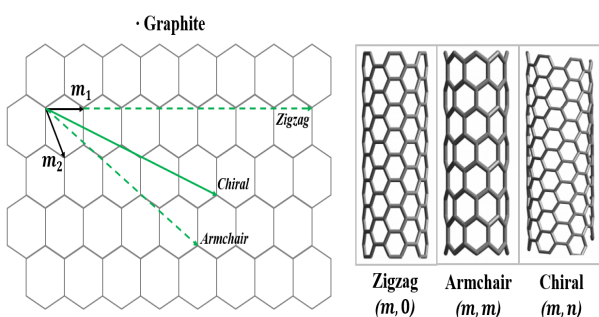 · Graphite
m₁
Zigzag
m₂
Chiral
Armchair
Zigzag Armchair Chiral
(m, 0) (m, m) (m, n)